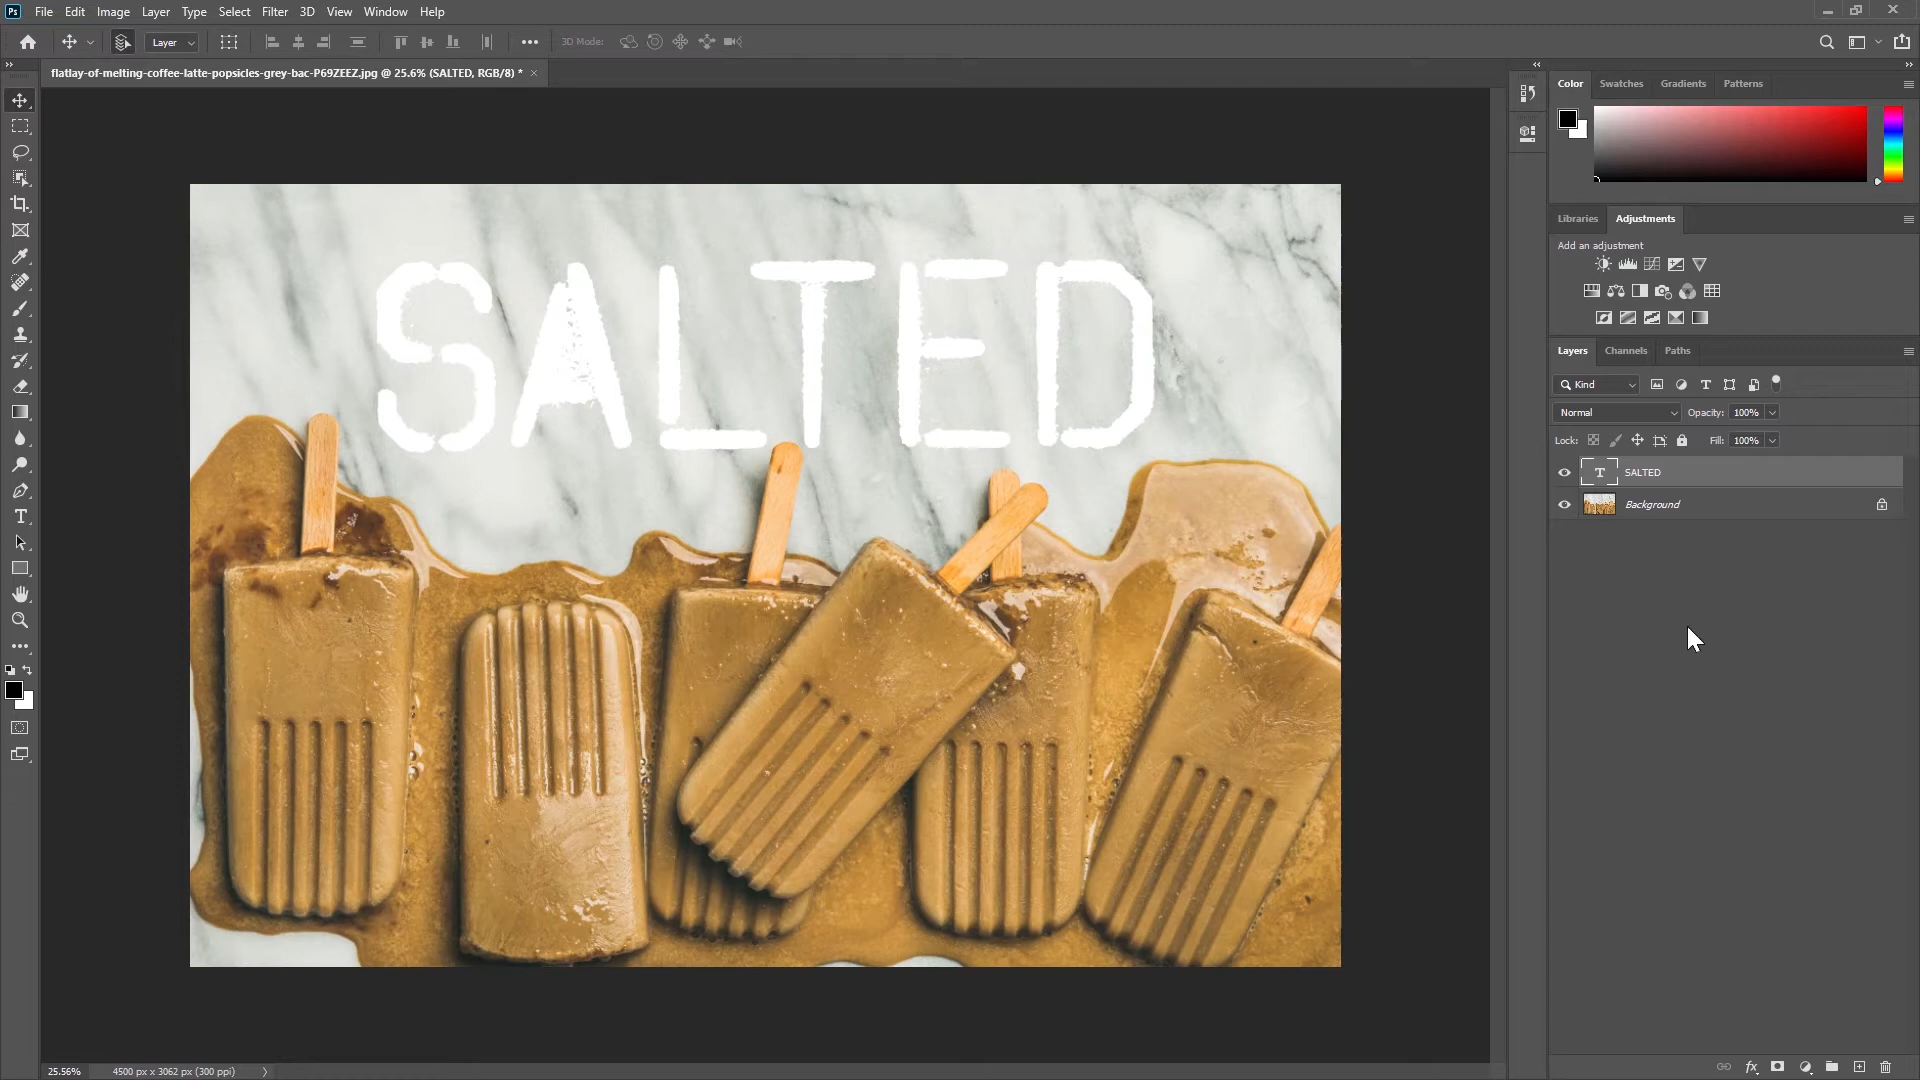 Ps File Edit Image Layer Type Select Filter 3D View Window Help
Layer 3D Mode:
flatlay-of-melting-coffee-latte-popsicles-grey-bac-P69ZEEZ.jpg @ 25.6% (SALTED, RGB/8) *
Color Swatches Gradients Patterns
Libraries Adjustments
Add an adjustment
Layers Channels Paths
Kind
Normal Opacity: 100%
Lock: Fill: 100%
T SALTED
Background
SALTED
25.56% 4500 px x 3062 px (300 ppi)